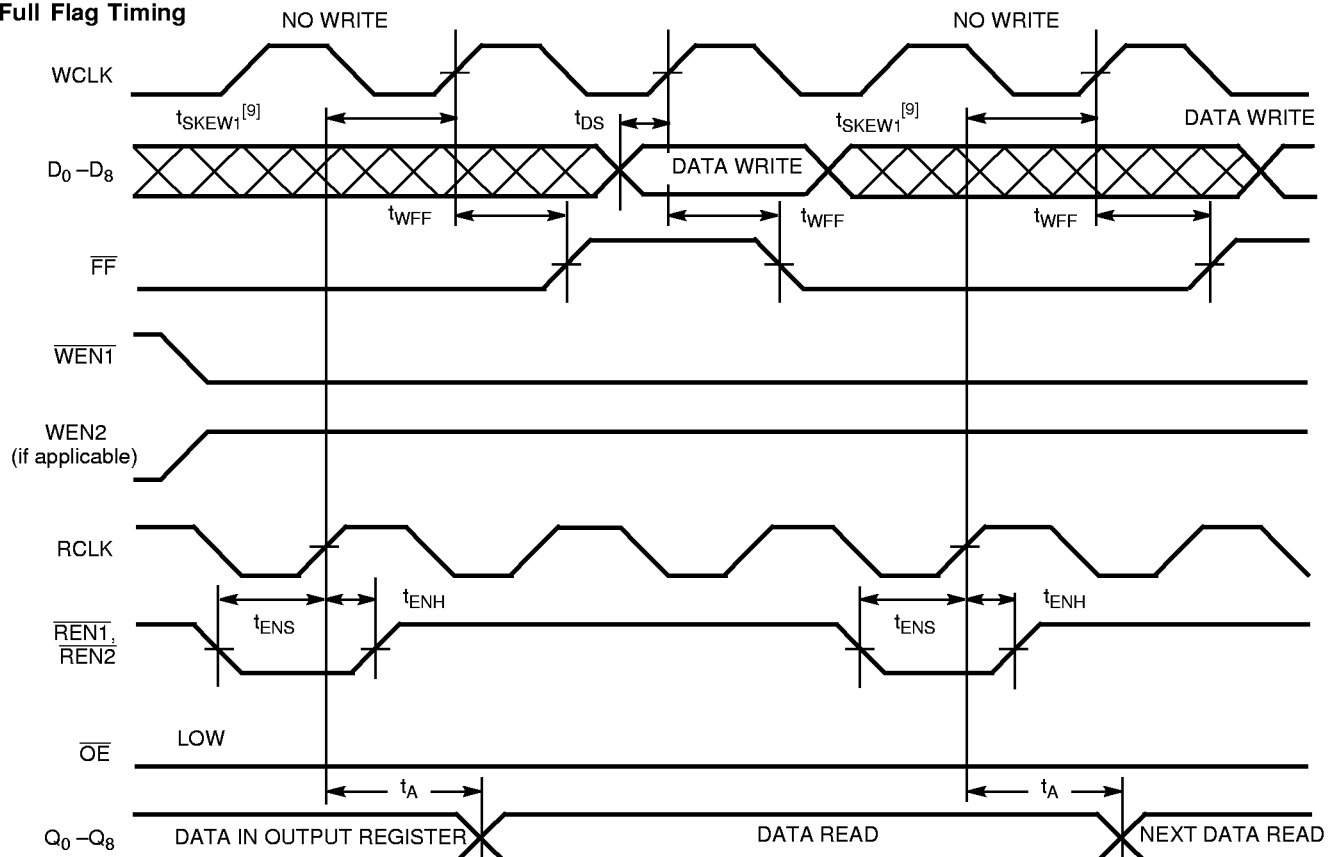 Full Flag Timing
NO WRITE NO WRITE
WCLK
tSKEW1[9] tDS tSKEW1[9] DATA WRITE
D0 –D8 DATA WRITE
tWFF tWFF tWFF
FF
WEN1
WEN2
(if applicable)
RCLK
tENH tENH
tENS tENS
REN1,
REN2
LOW
OE
tA tA
Q0 –Q8 DATA IN OUTPUT REGISTER DATA READ NEXT DATA READ